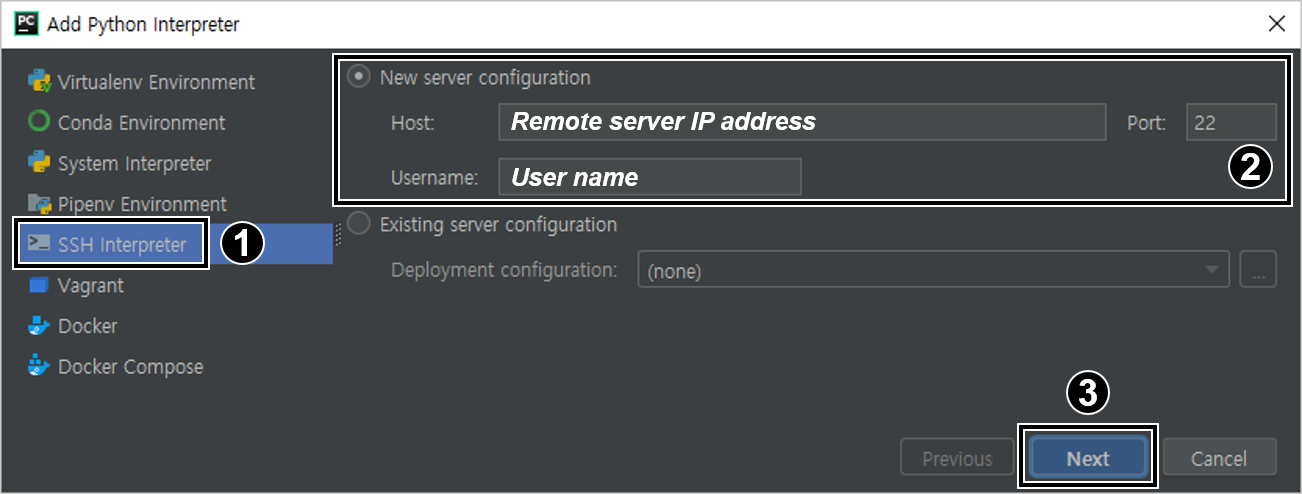 PC Add Python Interpreter
Virtualenv Environment
Conda Environment
System Interpreter
Pipenv Environment
SSH Interpreter
1
Vagrant
Docker
Docker Compose
New server configuration
Host: Remote server IP address Port: 22
Username: User name
2
Existing server configuration
Deployment configuration: (none) ...
3
Previous Next Cancel